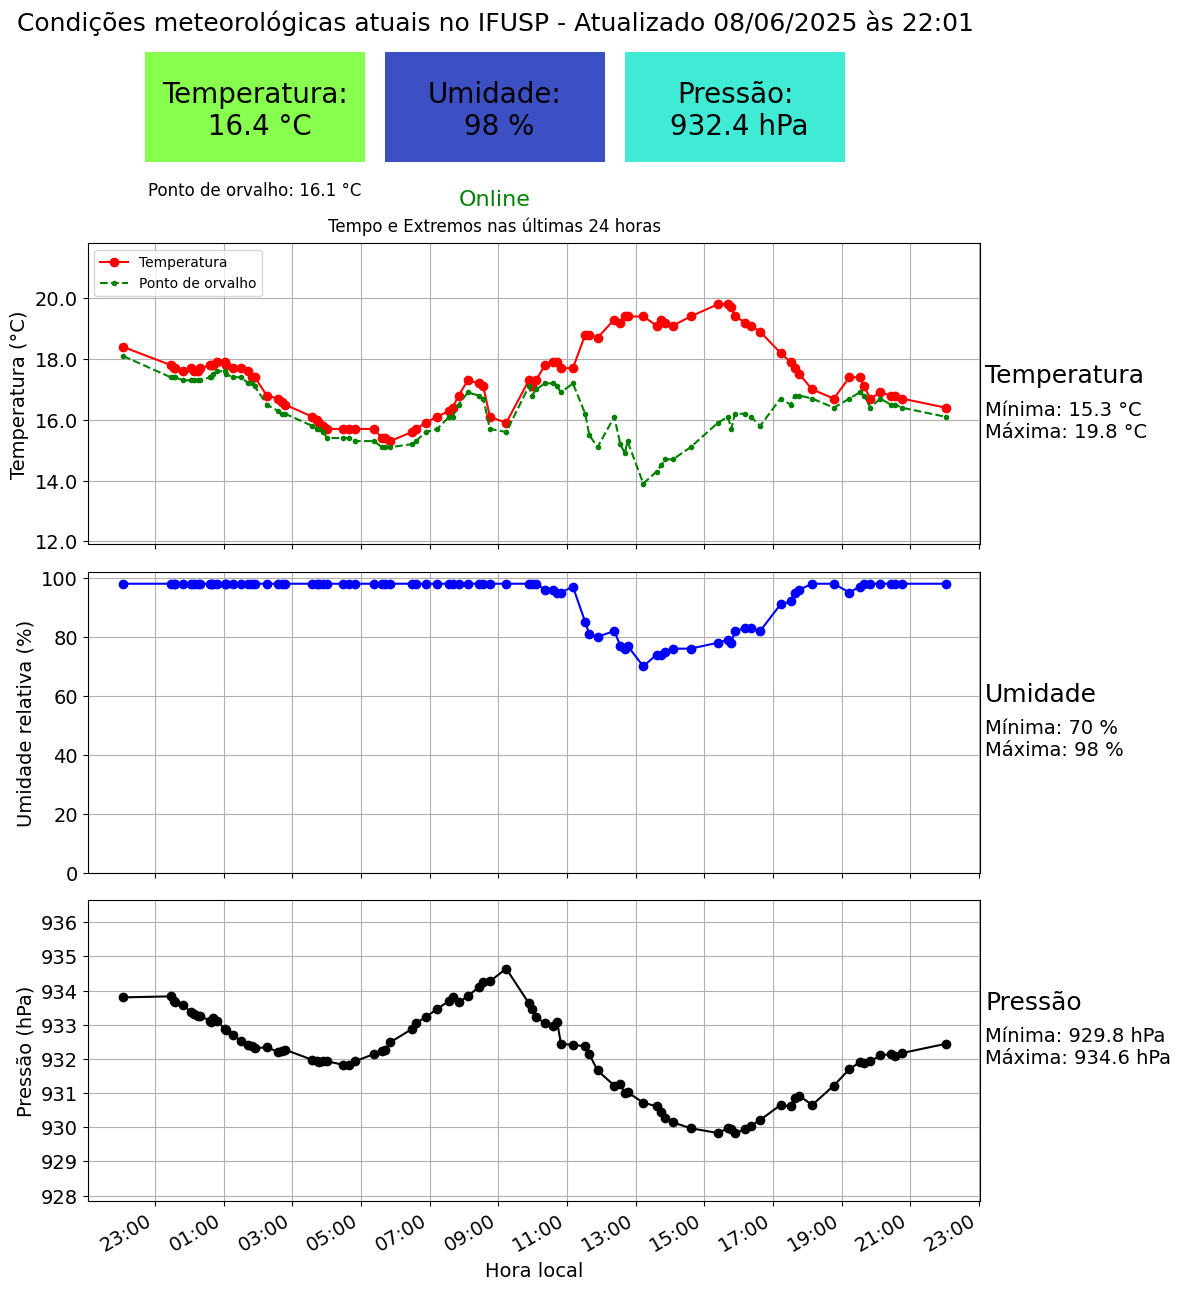 Condições meteorológicas atuais no IFUSP - Atualizado 08/06/2025 às 22:01
Temperatura:
16.4 °C
Umidade:
98 %
Pressão:
932.4 hPa
Ponto de orvalho: 16.1 °C
Online
Tempo e Extremos nas últimas 24 horas
Temperatura
Ponto de orvalho
Temperatura (°C)
20.0
18.0
16.0
14.0
12.0
Temperatura
Mínima: 15.3 °C
Máxima: 19.8 °C
Umidade relativa (%)
100
80
60
40
20
0
Umidade
Mínima: 70 %
Máxima: 98 %
Pressão (hPa)
936
935
934
933
932
931
930
929
928
Pressão
Mínima: 929.8 hPa
Máxima: 934.6 hPa
23:00 01:00 03:00 05:00 07:00 09:00 11:00 13:00 15:00 17:00 19:00 21:00 23:00
Hora local